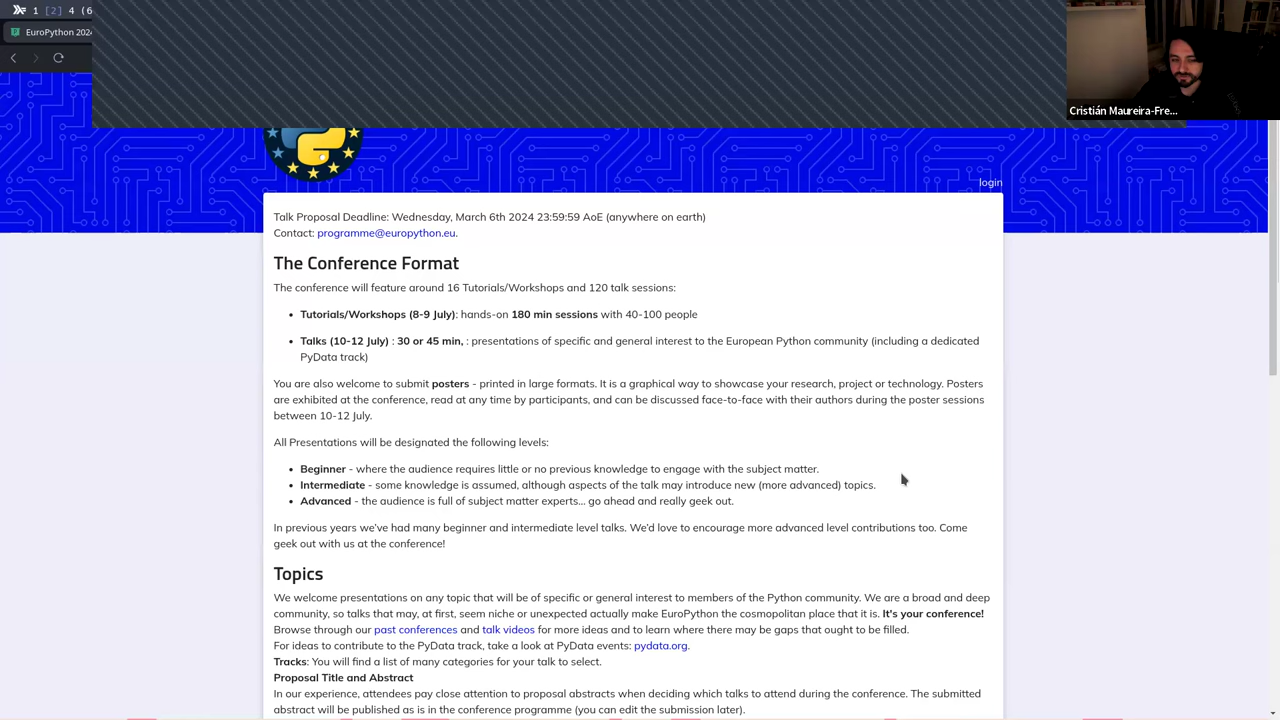 1 [2] 4 (6
EuroPython 202
Cristián Maureira-Fre...
login
Talk Proposal Deadline: Wednesday, March 6th 2024 23:59:59 AoE (anywhere on earth)
Contact: programme@europython.eu.
The Conference Format
The conference will feature around 16 Tutorials/Workshops and 120 talk sessions:
• Tutorials/Workshops (8-9 July): hands-on 180 min sessions with 40-100 people
• Talks (10-12 July) : 30 or 45 min, : presentations of specific and general interest to the European Python community (including a dedicated
PyData track)
You are also welcome to submit posters - printed in large formats. It is a graphical way to showcase your research, project or technology. Posters
are exhibited at the conference, read at any time by participants, and can be discussed face-to-face with their authors during the poster sessions
between 10-12 July.
All Presentations will be designated the following levels:
• Beginner - where the audience requires little or no previous knowledge to engage with the subject matter.
• Intermediate - some knowledge is assumed, although aspects of the talk may introduce new (more advanced) topics.
• Advanced - the audience is full of subject matter experts... go ahead and really geek out.
In previous years we've had many beginner and intermediate level talks. We'd love to encourage more advanced level contributions too. Come
geek out with us at the conference!
Topics
We welcome presentations on any topic that will be of specific or general interest to members of the Python community. We are a broad and deep
community, so talks that may, at first, seem niche or unexpected actually make EuroPython the cosmopolitan place that it is. It's your conference!
Browse through our past conferences and talk videos for more ideas and to learn where there may be gaps that ought to be filled.
For ideas to contribute to the PyData track, take a look at PyData events: pydata.org.
Tracks: You will find a list of many categories for your talk to select.
Proposal Title and Abstract
In our experience, attendees pay close attention to proposal abstracts when deciding which talks to attend during the conference. The submitted
abstract will be published as is in the conference programme (you can edit the submission later).